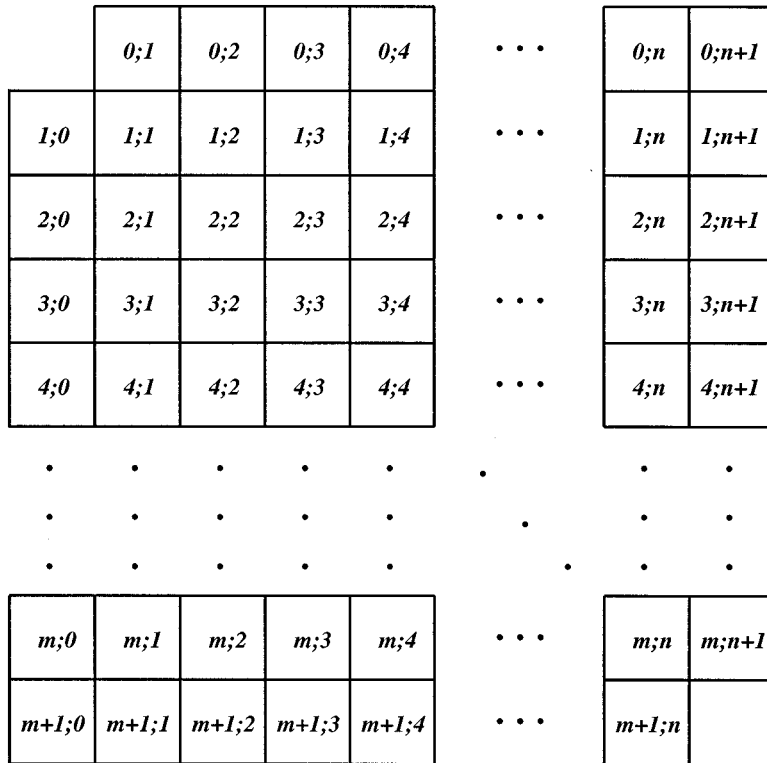 0;1 0;2 0;3 0;4 • • • 0;n 0;n+1
1;0 1;1 1;2 1;3 1;4 • • • 1;n 1;n+1
2;0 2;1 2;2 2;3 2;4 • • • 2;n 2;n+1
3;0 3;1 3;2 3;3 3;4 • • • 3;n 3;n+1
4;0 4;1 4;2 4;3 4;4 • • • 4;n 4;n+1
• • • • • • • •
• • • • • • • •
• • • • • • • •
m;0 m;1 m;2 m;3 m;4 • • • m;n m;n+1
m+1;0 m+1;1 m+1;2 m+1;3 m+1;4 • • • m+1;n